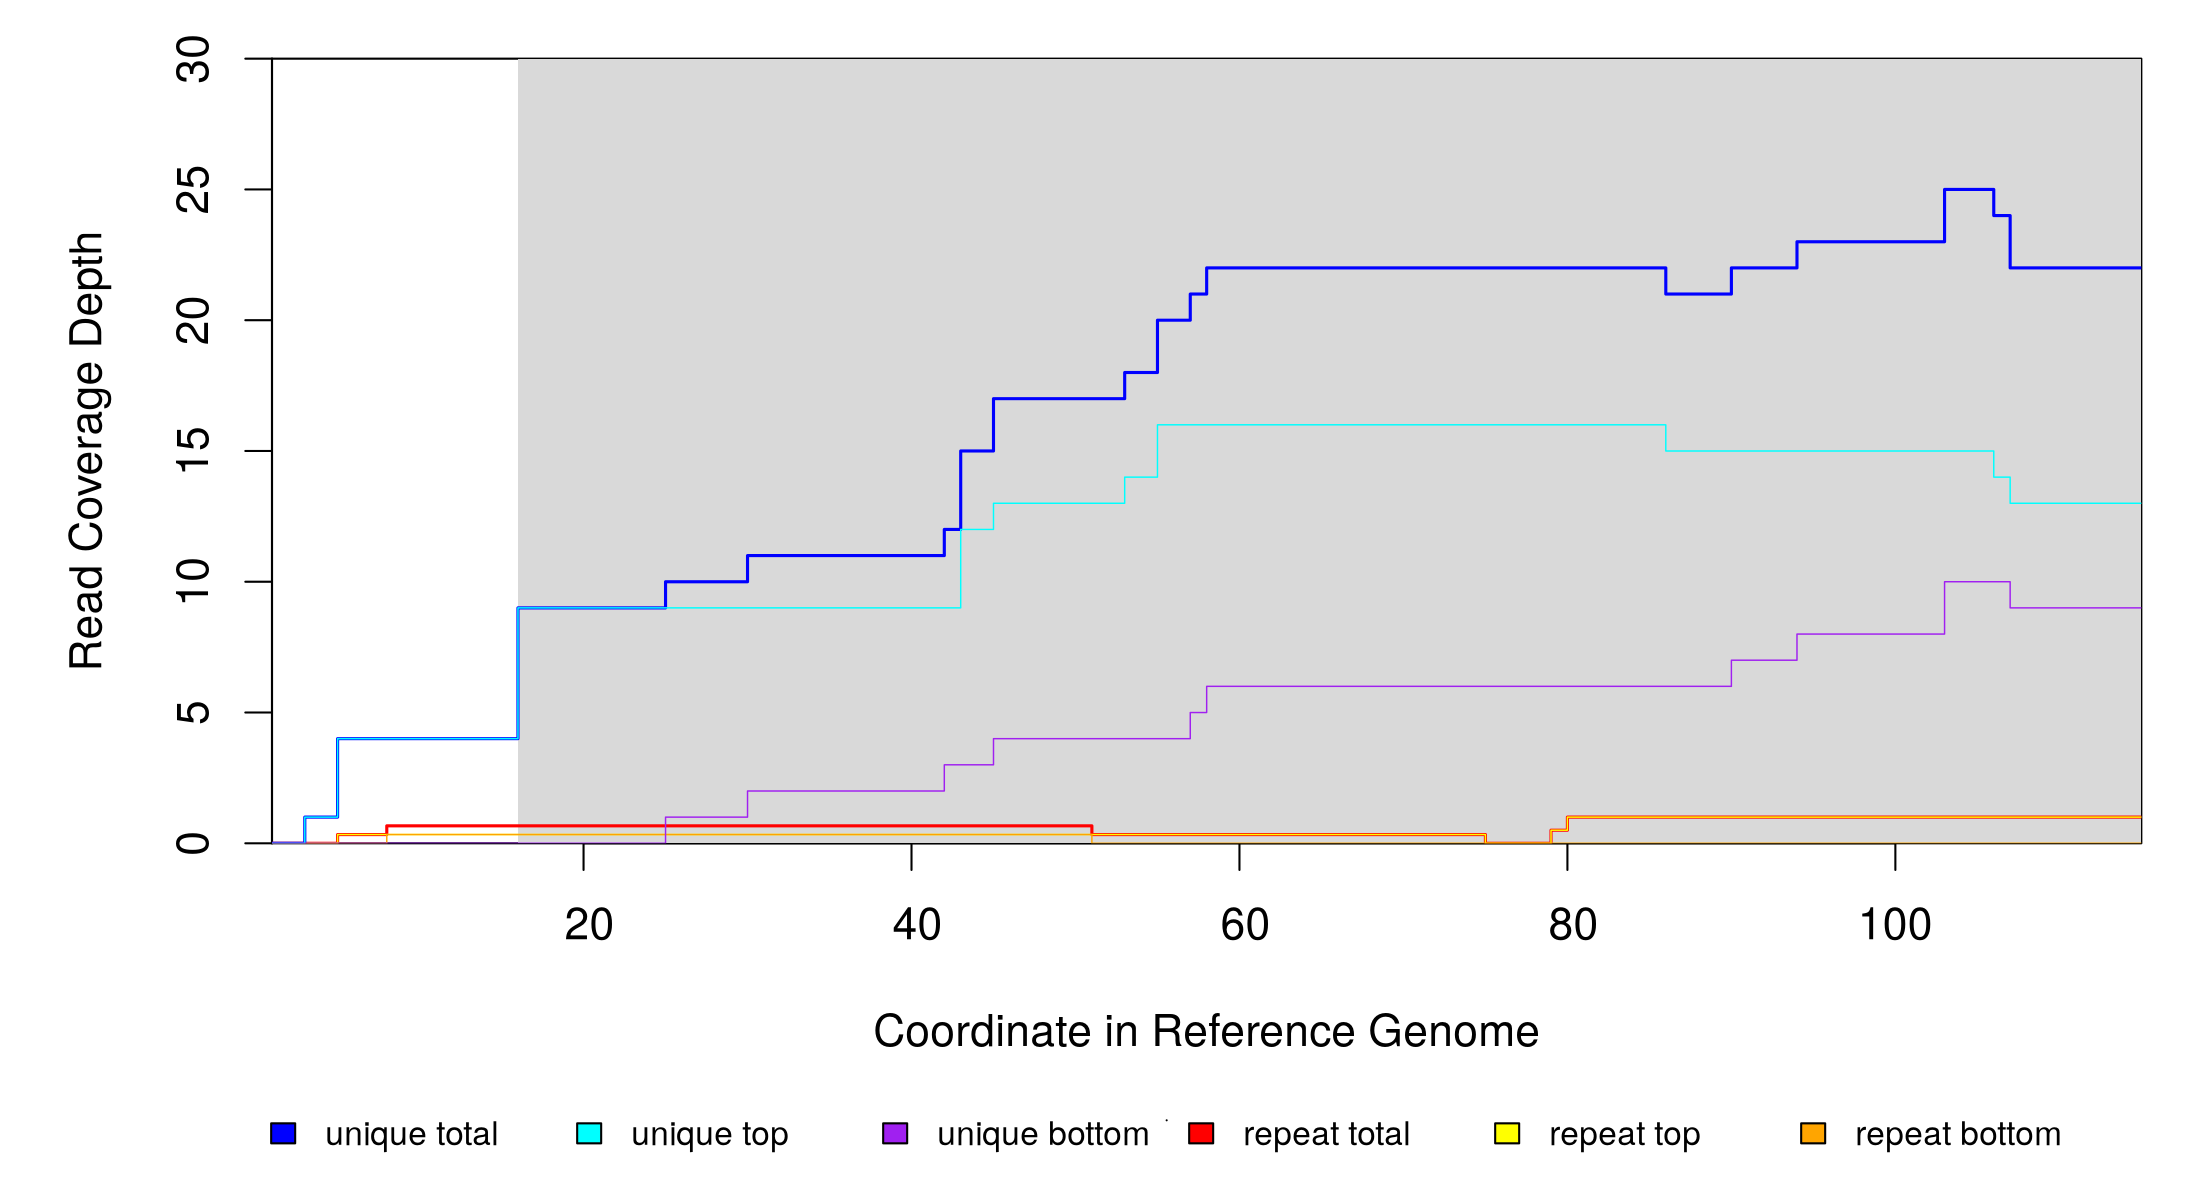 30
25
20
15
10
5
0
Read Coverage Depth
20 40 60 80 100
Coordinate in Reference Genome
unique total unique top unique bottom repeat total repeat top repeat bottom